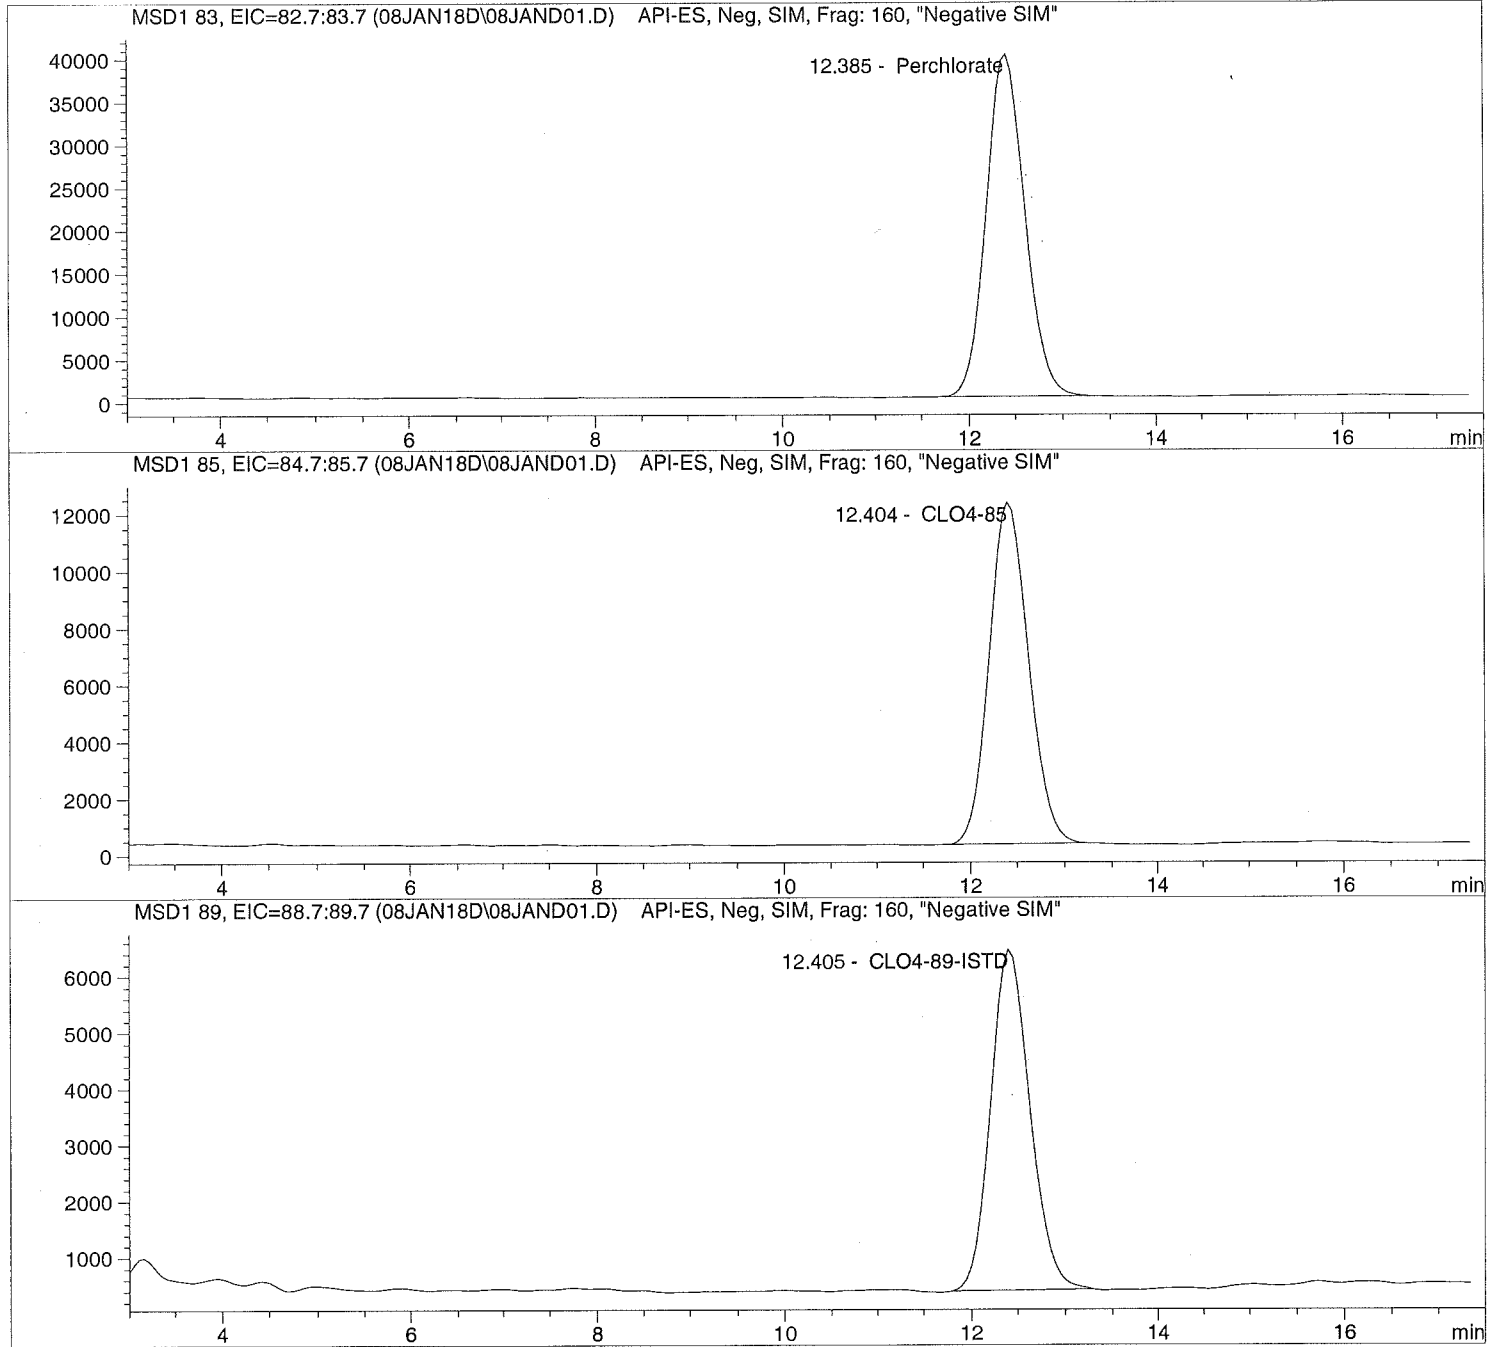 MSD1 83, EIC=82.7:83.7 (08JAN18D\08JAND01.D) API-ES, Neg, SIM, Frag: 160, "Negative SIM"
40000
12.385 - Perchlorate
35000
30000
25000
20000
15000
10000
5000
0
4 6 8 10 12 14 16 min
MSD1 85, EIC=84.7:85.7 (08JAN18D\08JAND01.D) API-ES, Neg, SIM, Frag: 160, "Negative SIM"
12000
12.404 - CLO4-85
10000
8000
6000
4000
2000
0
4 6 8 10 12 14 16 min
MSD1 89, EIC=88.7:89.7 (08JAN18D\08JAND01.D) API-ES, Neg, SIM, Frag: 160, "Negative SIM"
12.405 - CLO4-89-ISTD
6000
5000
4000
3000
2000
1000
4 6 8 10 12 14 16 min